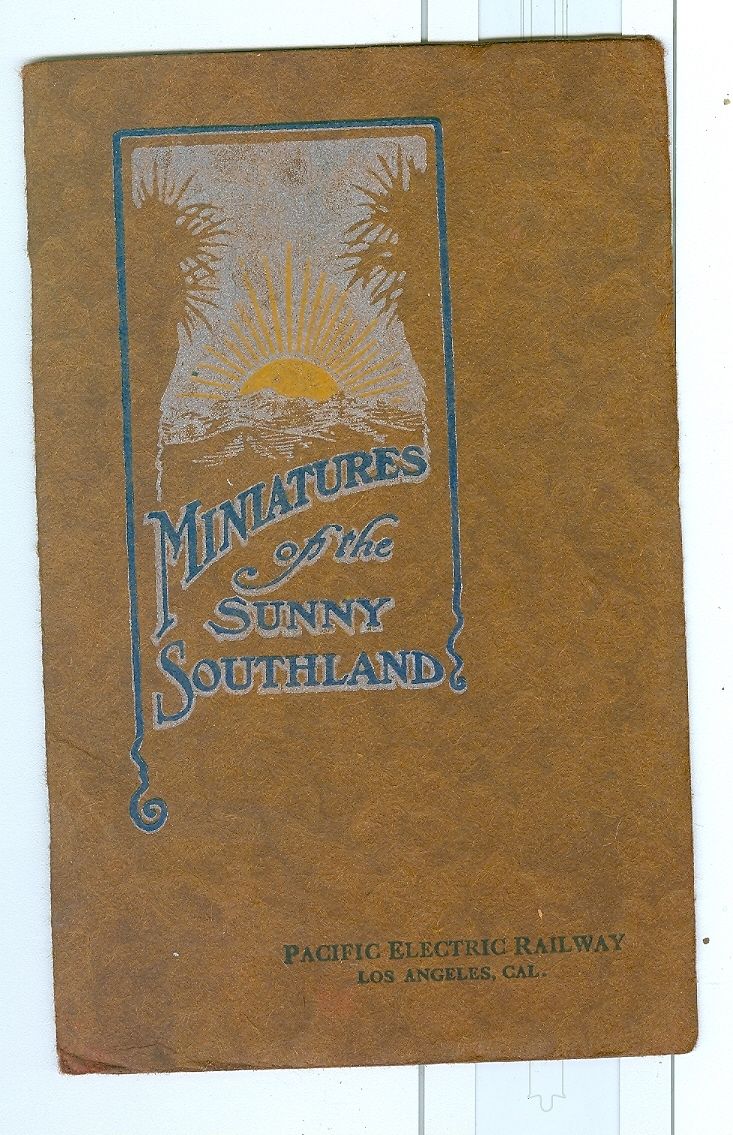 MINIATURES
of the
SUNNY
SOUTHLAND
PACIFIC ELECTRIC RAILWAY
LOS ANGELES, CAL.